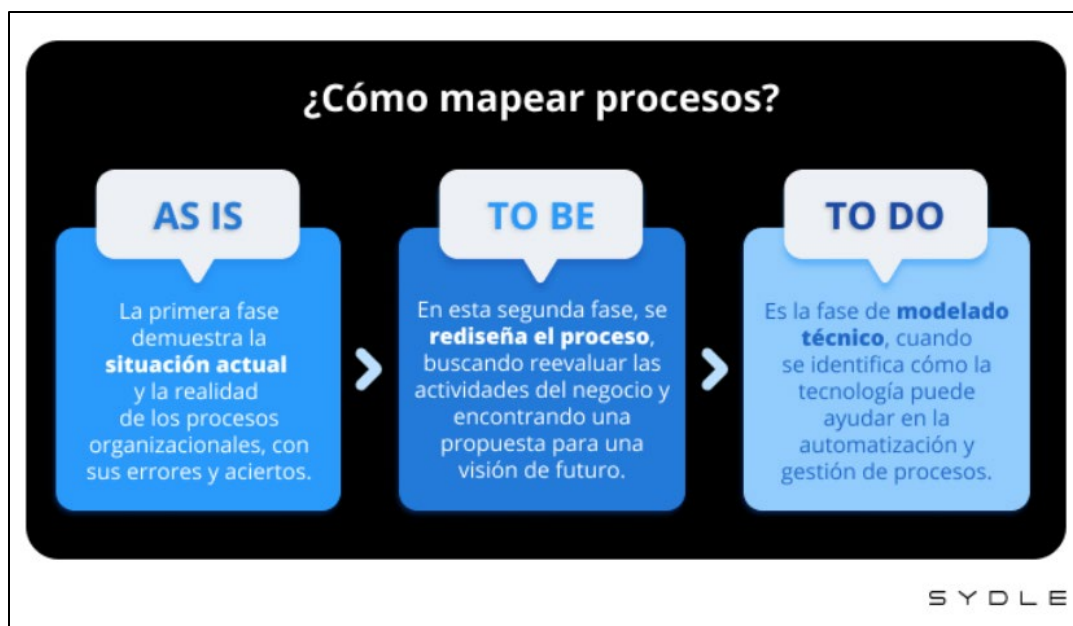 ¿Cómo mapear procesos?
AS IS
La primera fase
demuestra la
situación actual
y la realidad
de los procesos
organizacionales, con
sus errores y aciertos.
TO BE
En esta segunda fase, se
rediseña el proceso,
buscando reevaluar las
actividades del negocio y
encontrando una
propuesta para una
visión de futuro.
TO DO
Es la fase de modelado
técnico, cuando
se identifica cómo la
tecnología puede
ayudar en la
automatización y
gestión de procesos.
SYDLE